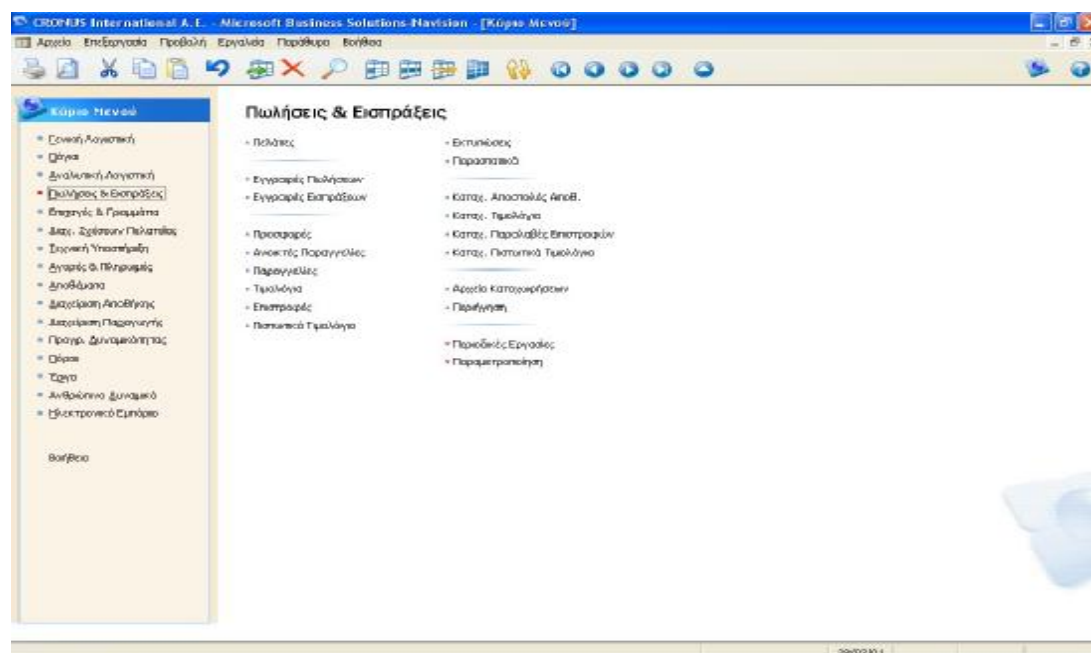 CRONUS International A.E. - Microsoft Business Solutions-Navision - [Κύριο Μενού]
Αρχείο Επεξεργασία Προβολή Εργαλεία Παράθυρο Βοήθεια
Κύριο Μενού
Γενική Λογιστική
Πάγια
Αναλυτική Λογιστική
Πωλήσεις & Εισπράξεις
Επιταγές & Γραμμάτια
Διαχ. Σχέσεων Πελατείας
Τεχνική Υποστήριξη
Αγορές & Πληρωμές
Αποθέματα
Διαχείριση Αποθήκης
Διαχείριση Παραγωγής
Προγρ. Δυναμικότητας
Πόροι
Έργα
Ανθρώπινο Δυναμικό
Ηλεκτρονικό Εμπόριο
Βοήθεια
Πωλήσεις & Εισπράξεις
Πελάτες
Εγγραφές Πωλήσεων
Εγγραφές Εισπράξεων
Προσφορές
Ανοικτές Παραγγελίες
Παραγγελίες
Τιμολόγια
Επιστροφές
Πιστωτικά Τιμολόγια
Εκτυπώσεις
Παραστατικά
Καταχ. Αποστολές Αποθ.
Καταχ. Τιμολόγια
Καταχ. Παραλαβές Επιστροφών
Καταχ. Πιστωτικά Τιμολόγια
Αρχείο Καταχωρήσεων
Περιήγηση
Περιοδικές Εργασίες
Παραμετροποίηση